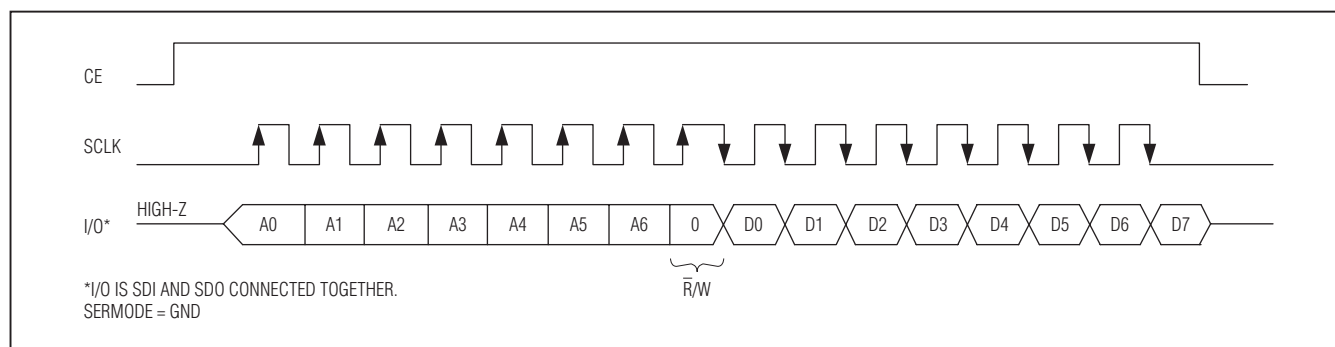 CE
SCLK
I/O* HIGH-Z A0 A1 A2 A3 A4 A5 A6 0 D0 D1 D2 D3 D4 D5 D6 D7
R̅/W
*I/O IS SDI AND SDO CONNECTED TOGETHER.
SERMODE = GND